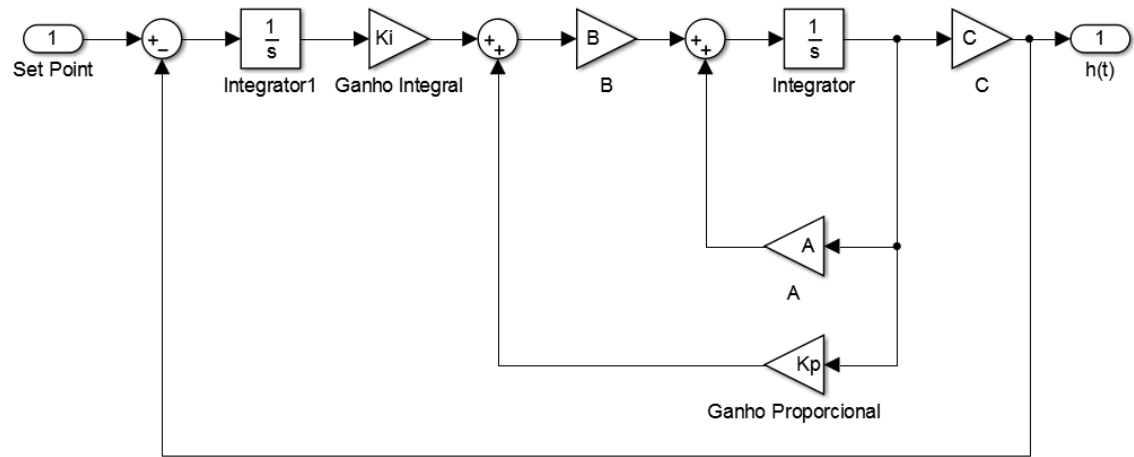 1
Set Point
+
−
1
s
Integrator1
Ki
Ganho Integral
+
+
B
B
+
+
1
s
Integrator
C
C
1
h(t)
A
A
Kp
Ganho Proporcional